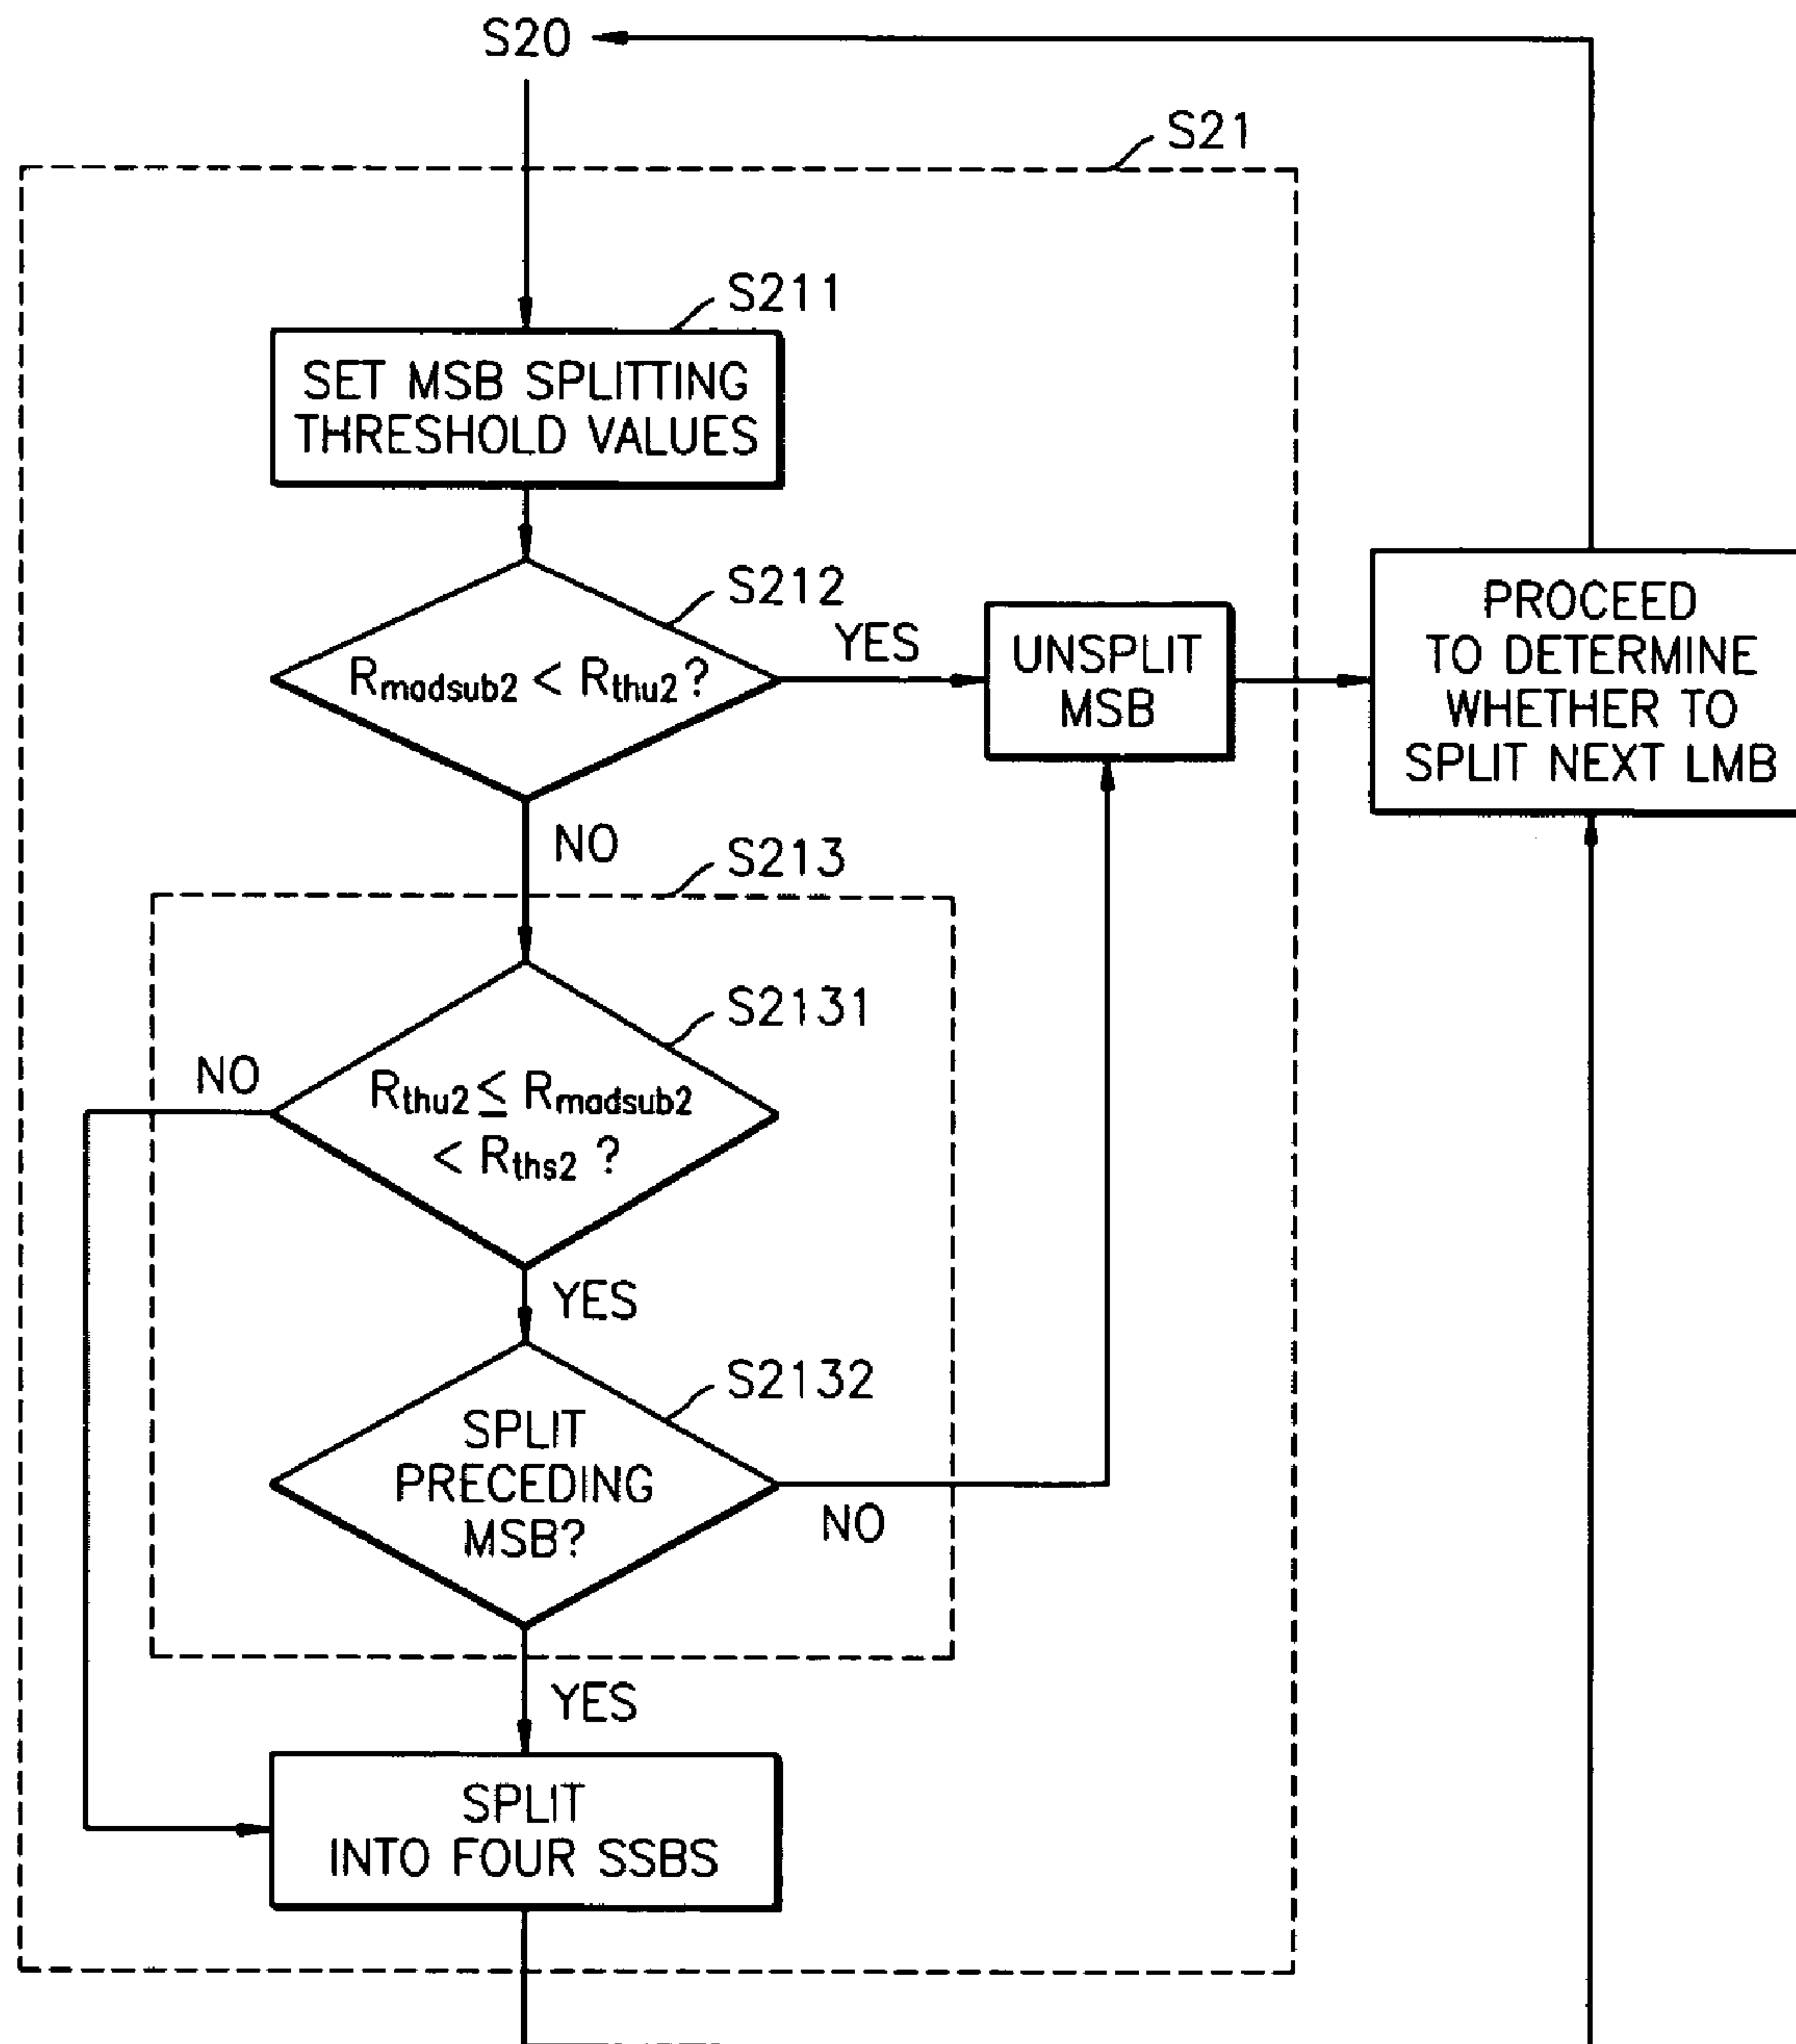 S20
S21
S211
SET MSB SPLITTING
THRESHOLD VALUES
S212
Rmadsub2 < Rthu2?
YES
UNSPLIT
MSB
PROCEED
TO DETERMINE
WHETHER TO
SPLIT NEXT LMB
NO
S213
S2131
NO
Rthu2 ≤ Rmadsub2
< Rths2 ?
YES
S2132
SPLIT
PRECEDING
MSB?
NO
YES
SPLIT
INTO FOUR SSBS